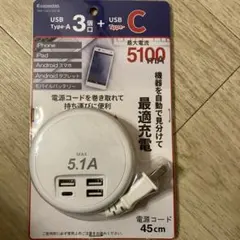 USB
Type-A
3個口
+
USB
Type-C
最大電流
5100mA
iPhone
iPad
Androidスマホ
Androidタブレット
モバイルバッテリー
機器を自動で見分けて
最適充電
電源コードを巻き取れて
持ち運びに便利
MAX
5.1A
電源コード
45cm